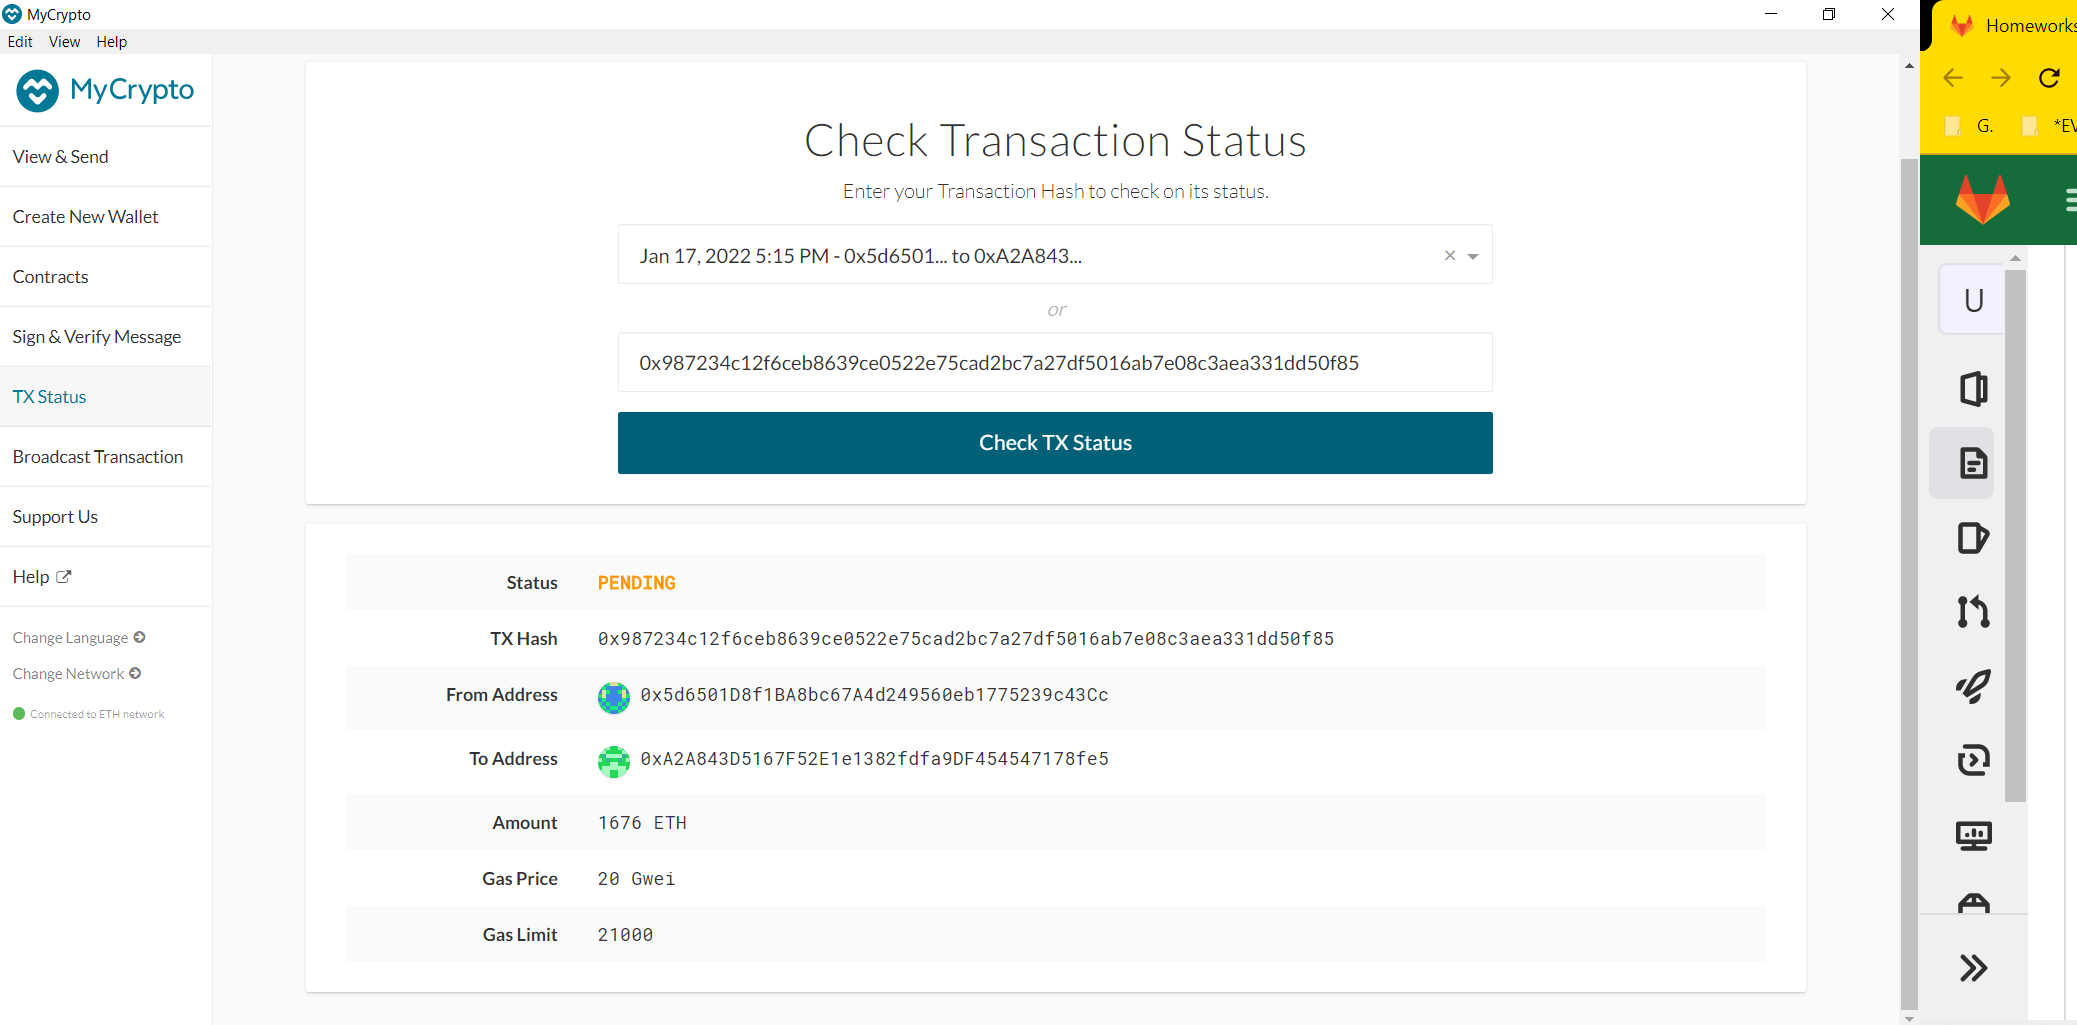 MyCrypto
Edit View Help
MyCrypto
View & Send
Create New Wallet
Contracts
Sign & Verify Message
TX Status
Broadcast Transaction
Support Us
Help
Change Language
Change Network
Connected to ETH network
Check Transaction Status
Enter your Transaction Hash to check on its status.
Jan 17, 2022 5:15 PM - 0x5d6501... to 0xA2A843...
or
0x987234c12f6ceb8639ce0522e75cad2bc7a27df5016ab7e08c3aea331dd50f85
Check TX Status
Status PENDING
TX Hash 0x987234c12f6ceb8639ce0522e75cad2bc7a27df5016ab7e08c3aea331dd50f85
From Address 0x5d6501D8f1BA8bc67A4d249560eb1775239c43Cc
To Address 0xA2A843D5167F52E1e1382fdfa9DF454547178fe5
Amount 1676 ETH
Gas Price 20 Gwei
Gas Limit 21000
Homeworks
G. *EV
U